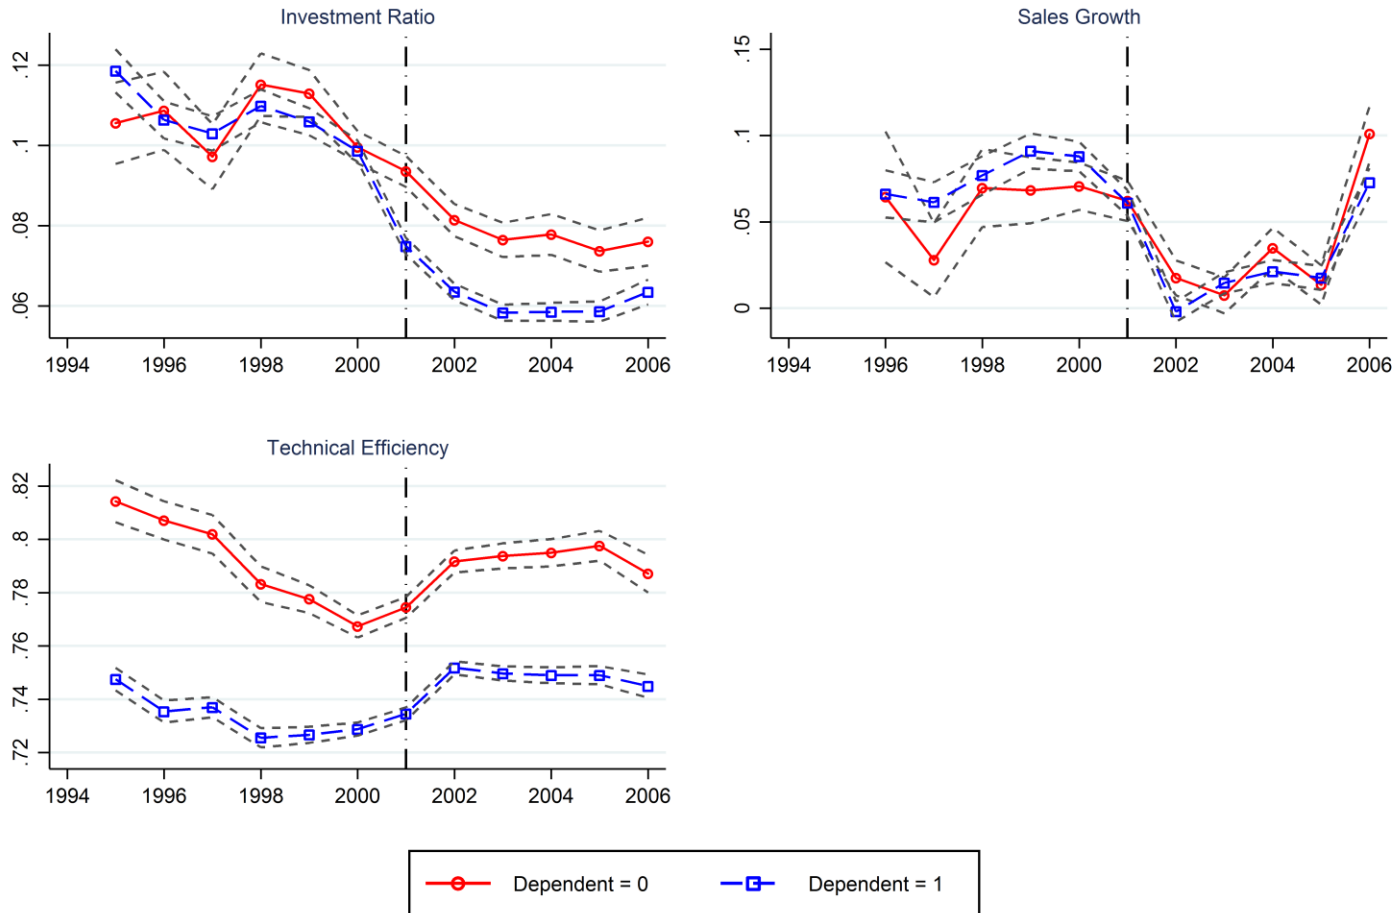 Investment Ratio
.12
.1
.08
.06
1994 1996 1998 2000 2002 2004 2006
Sales Growth
.15
.1
.05
0
1994 1996 1998 2000 2002 2004 2006
Technical Efficiency
.82
.8
.78
.76
.74
.72
1994 1996 1998 2000 2002 2004 2006
Dependent = 0 Dependent = 1